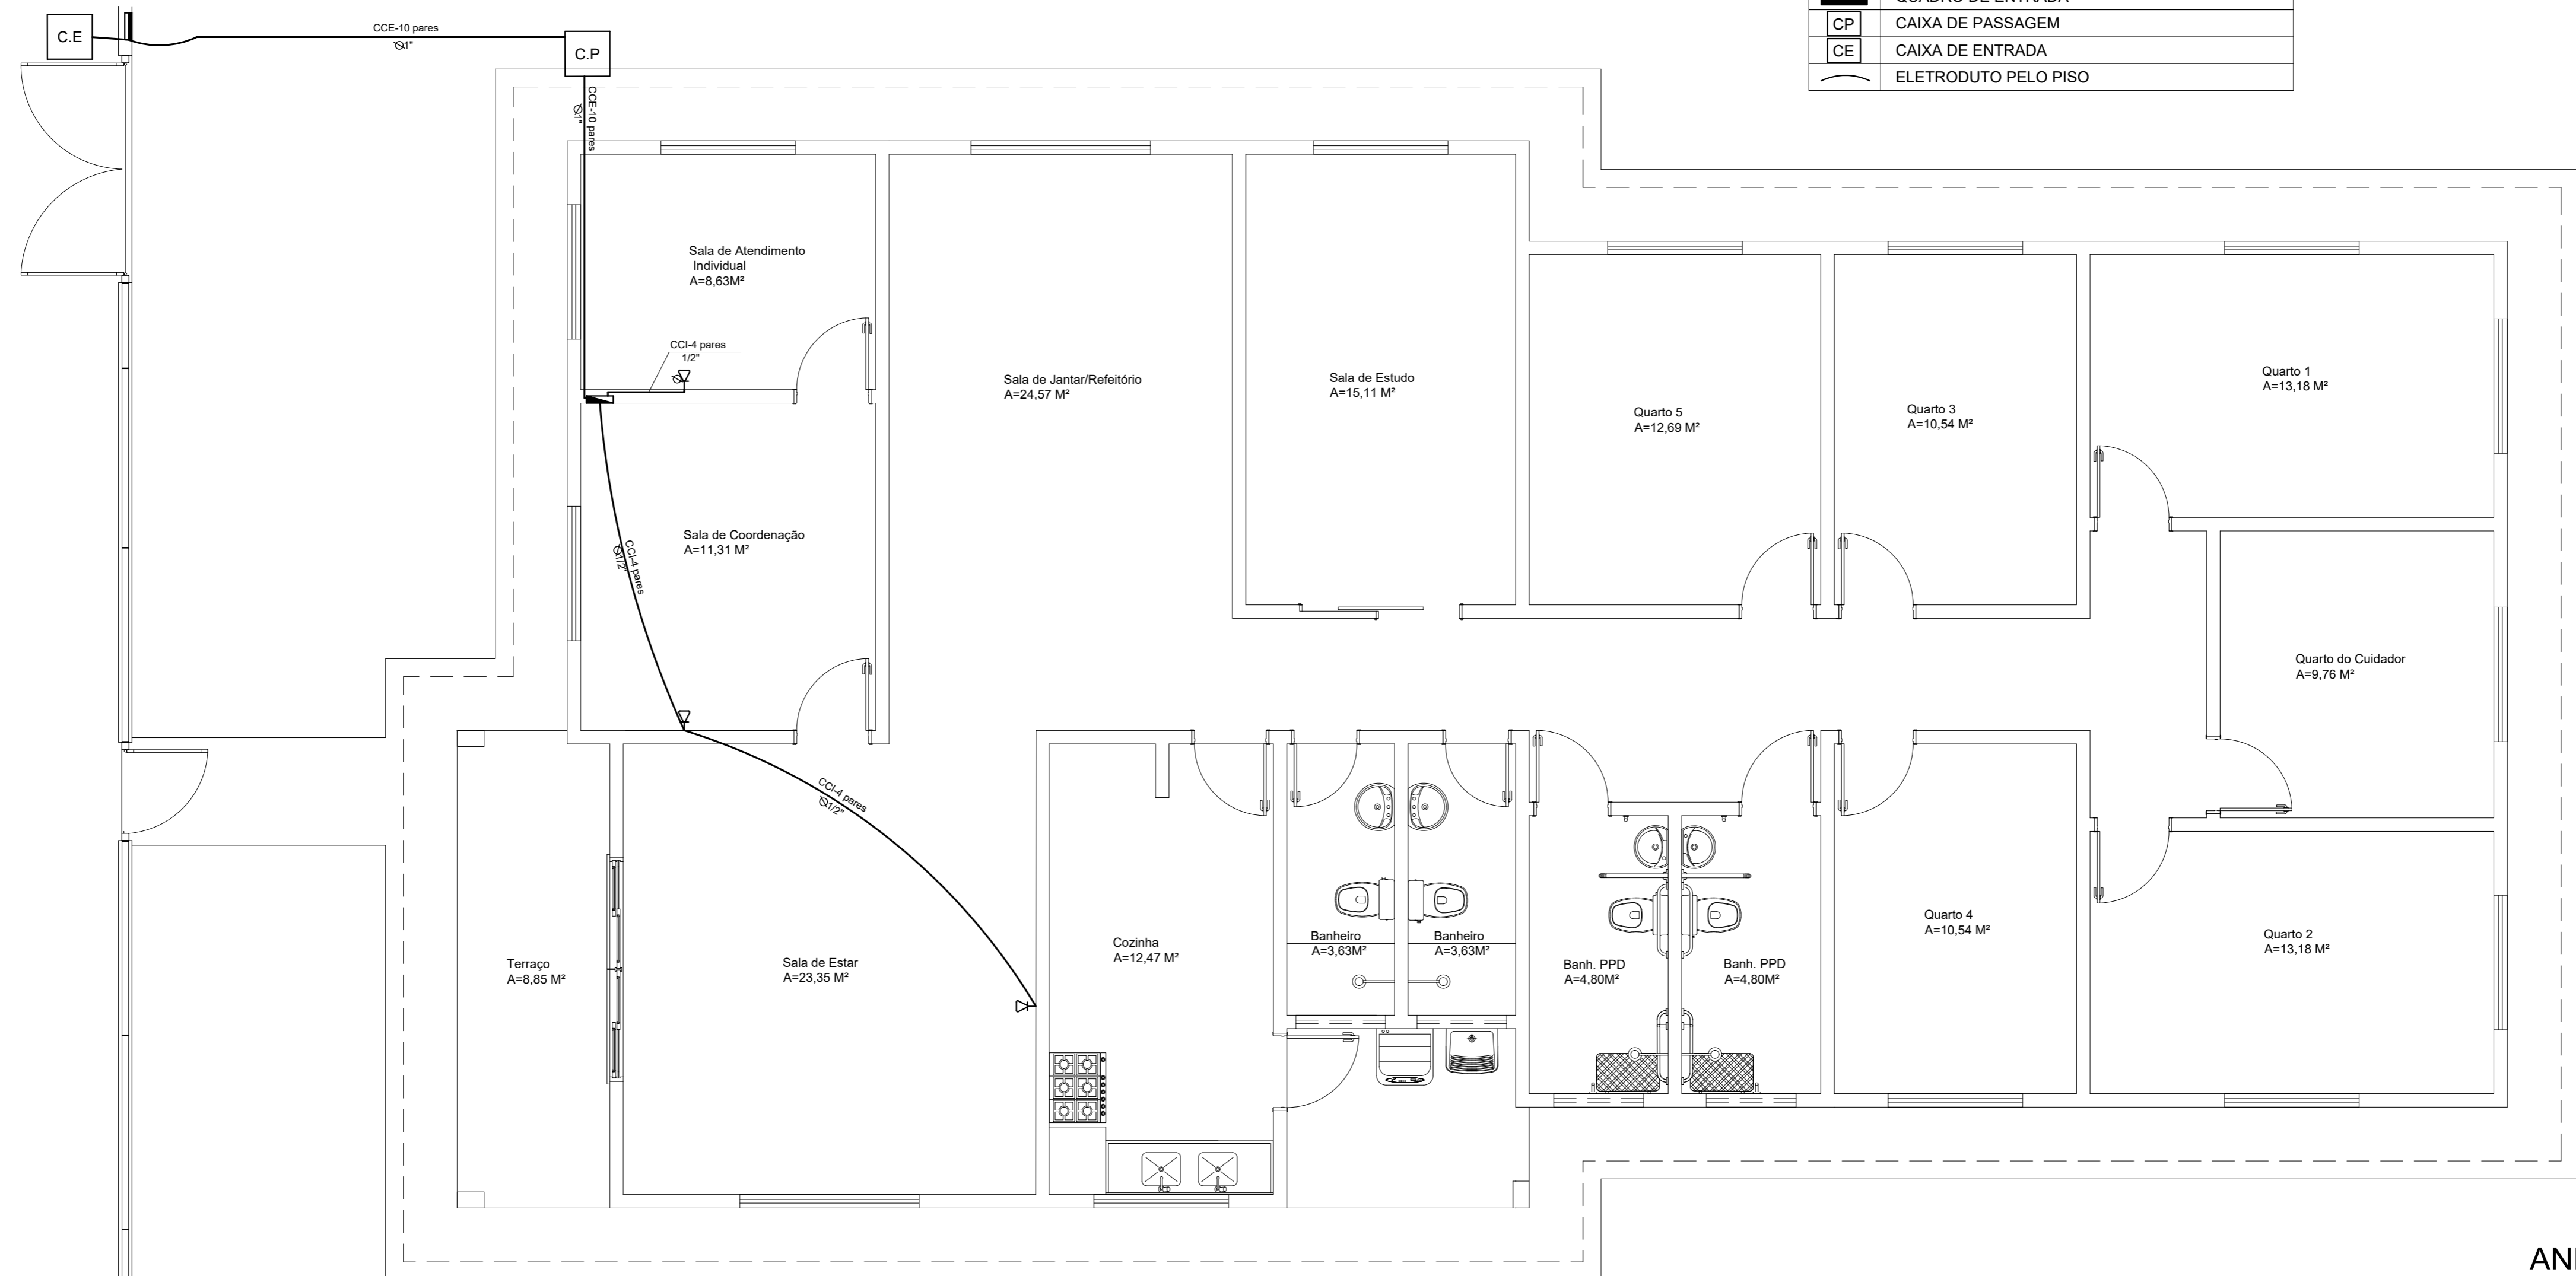 QUADRO DE ENTRADA
CP CAIXA DE PASSAGEM
CE CAIXA DE ENTRADA
ELETRODUTO PELO PISO
C.E
CCE-10 pares
Ø1"
C.P
CCE-10 pares
Ø1"
Sala de Atendimento
Individual
A=8,63M²
CCI-4 pares
1/2"
Ø
Sala de Jantar/Refeitório
A=24,57 M²
Sala de Estudo
A=15,11 M²
Quarto 5
A=12,69 M²
Quarto 3
A=10,54 M²
Quarto 1
A=13,18 M²
Sala de Coordenação
A=11,31 M²
CCI-4 pares
Ø1/2"
Quarto do Cuidador
A=9,76 M²
CCI-4 pares
Ø1/2"
Terraço
A=8,85 M²
Sala de Estar
A=23,35 M²
Cozinha
A=12,47 M²
Banheiro
A=3,63M²
Banheiro
A=3,63M²
Banh. PPD
A=4,80M²
Banh. PPD
A=4,80M²
Quarto 4
A=10,54 M²
Quarto 2
A=13,18 M²